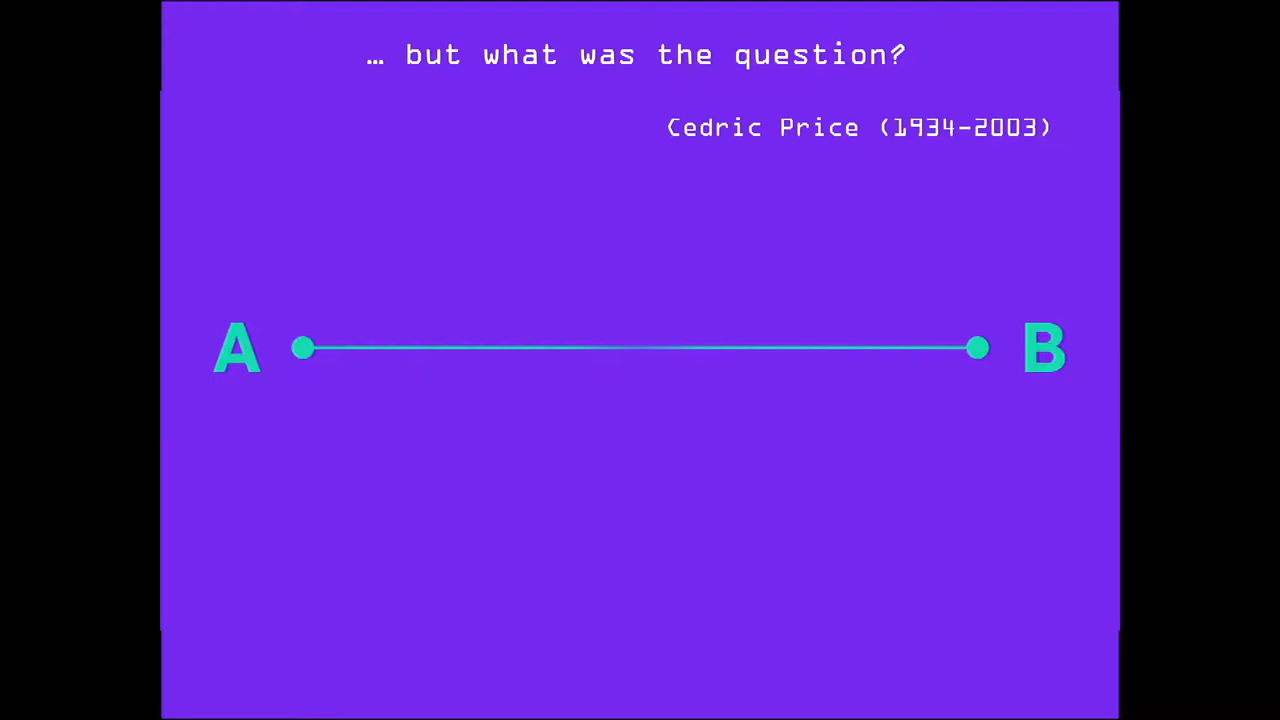 … but what was the question?
Cedric Price (1934-2003)
A B